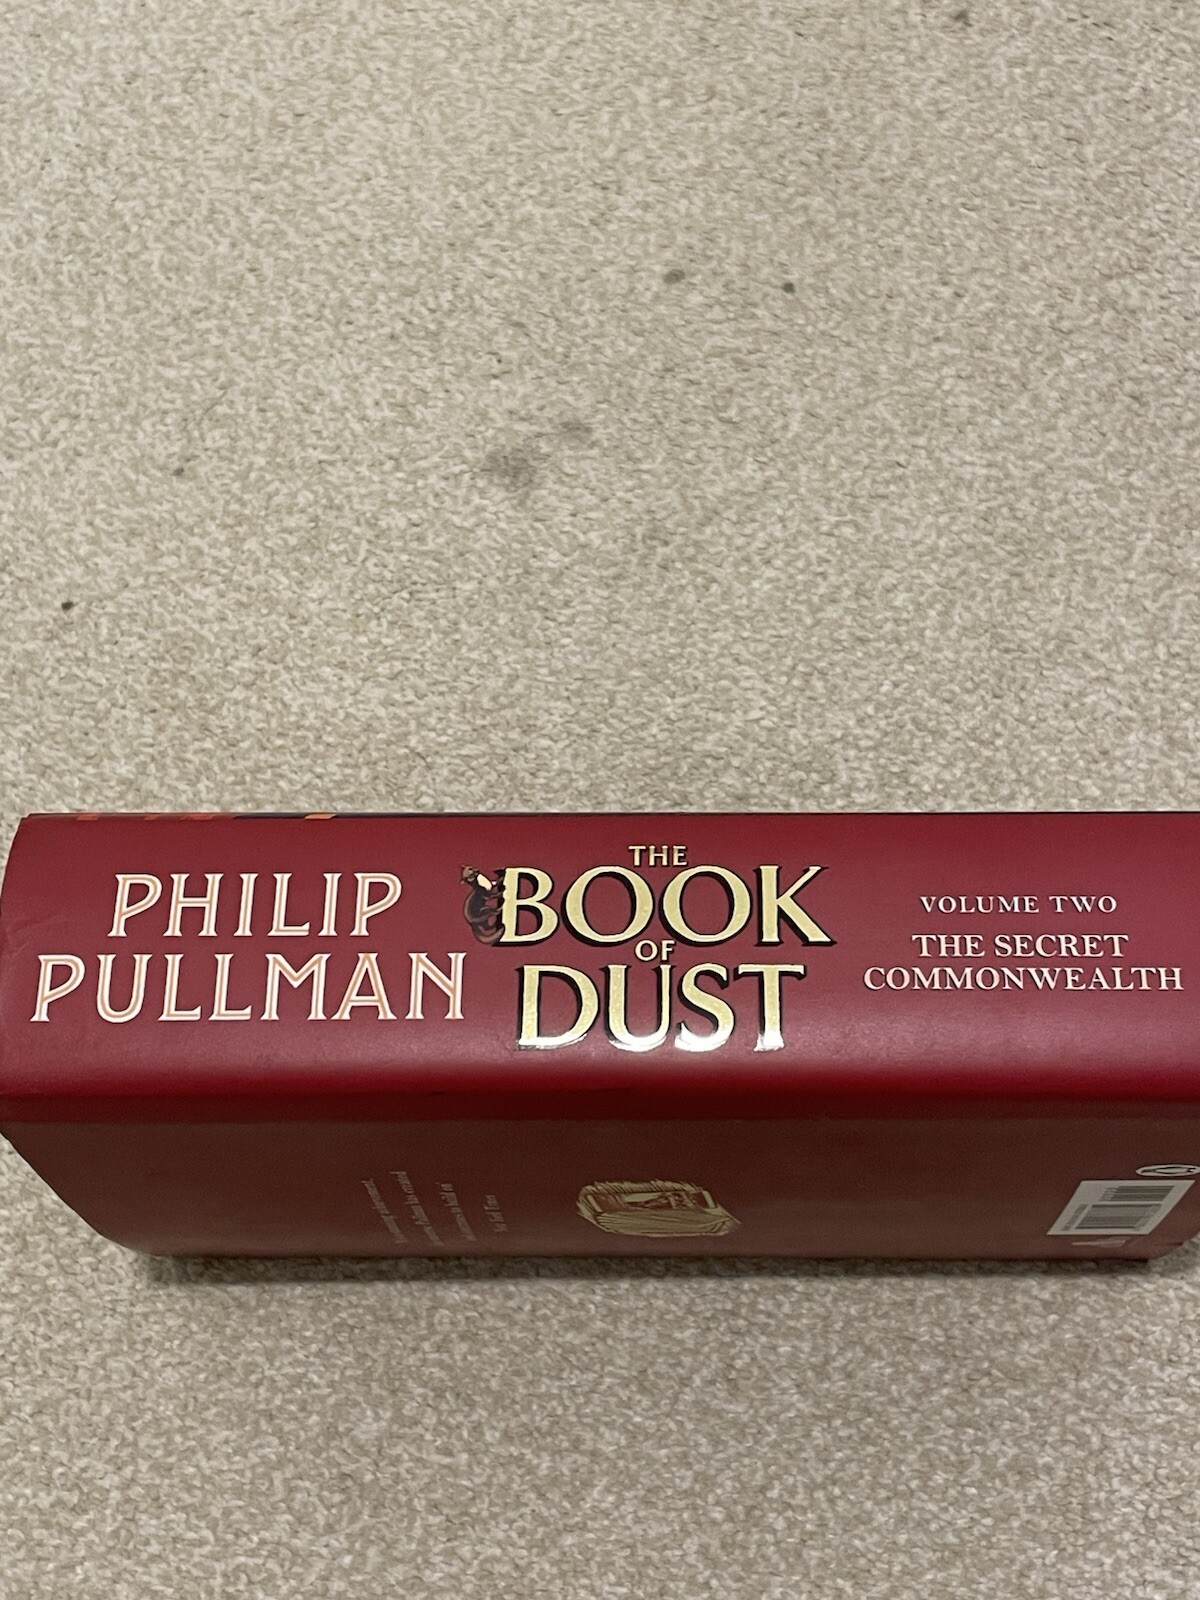 PHILIP
PULLMAN
THE
BOOK
OF
DUST
VOLUME TWO
THE SECRET
COMMONWEALTH